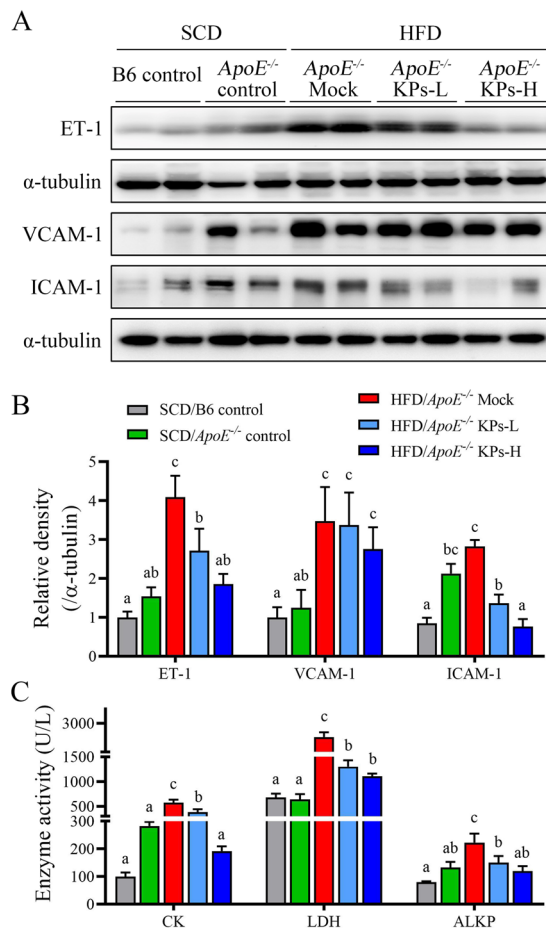 A
SCD HFD
B6 control ApoE-/- control ApoE-/- Mock ApoE-/- KPs-L ApoE-/- KPs-H
ET-1
α-tubulin
VCAM-1
ICAM-1
α-tubulin
B
SCD/B6 control
SCD/ApoE-/- control
HFD/ApoE-/- Mock
HFD/ApoE-/- KPs-L
HFD/ApoE-/- KPs-H
Relative density
(/α-tubulin)
5
4
3
2
1
0
a ab c b ab
a ab c c c
a bc c b a
ET-1 VCAM-1 ICAM-1
C
Enzyme activity (U/L)
3000
1500
1000
500
300
200
100
0
a a c b a
a a c b b
a ab c b ab
CK LDH ALKP